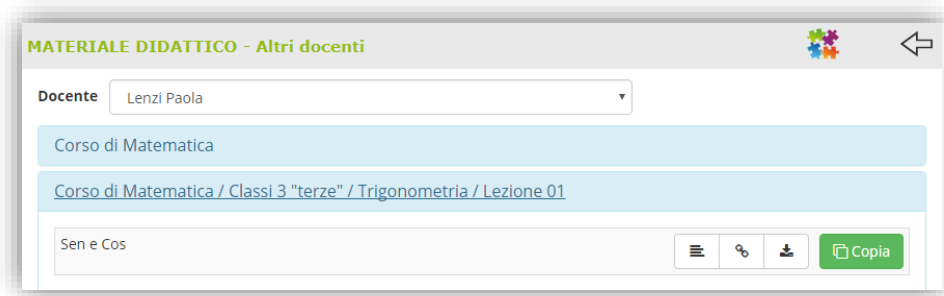 MATERIALE DIDATTICO - Altri docenti
Docente Lenzi Paola
Corso di Matematica
Corso di Matematica / Classi 3 "terze" / Trigonometria / Lezione 01
Sen e Cos Copia